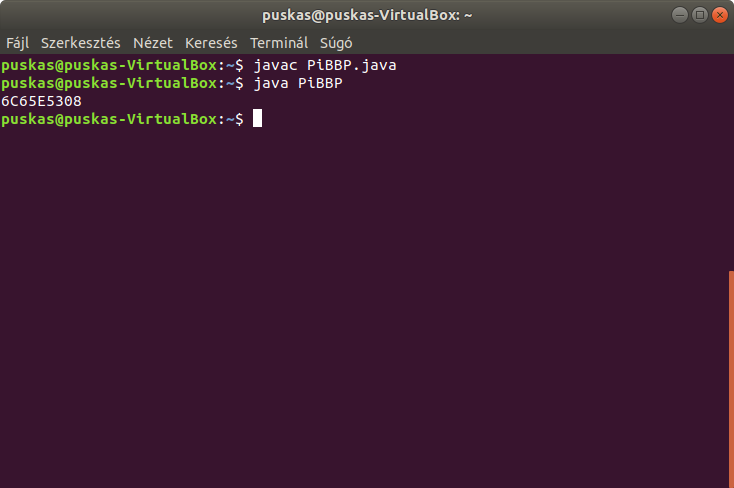 puskas@puskas-VirtualBox: ~
Fájl Szerkesztés Nézet Keresés Terminál Súgó
puskas@puskas-VirtualBox:~$ javac PiBBP.java
puskas@puskas-VirtualBox:~$ java PiBBP
6C65E5308
puskas@puskas-VirtualBox:~$